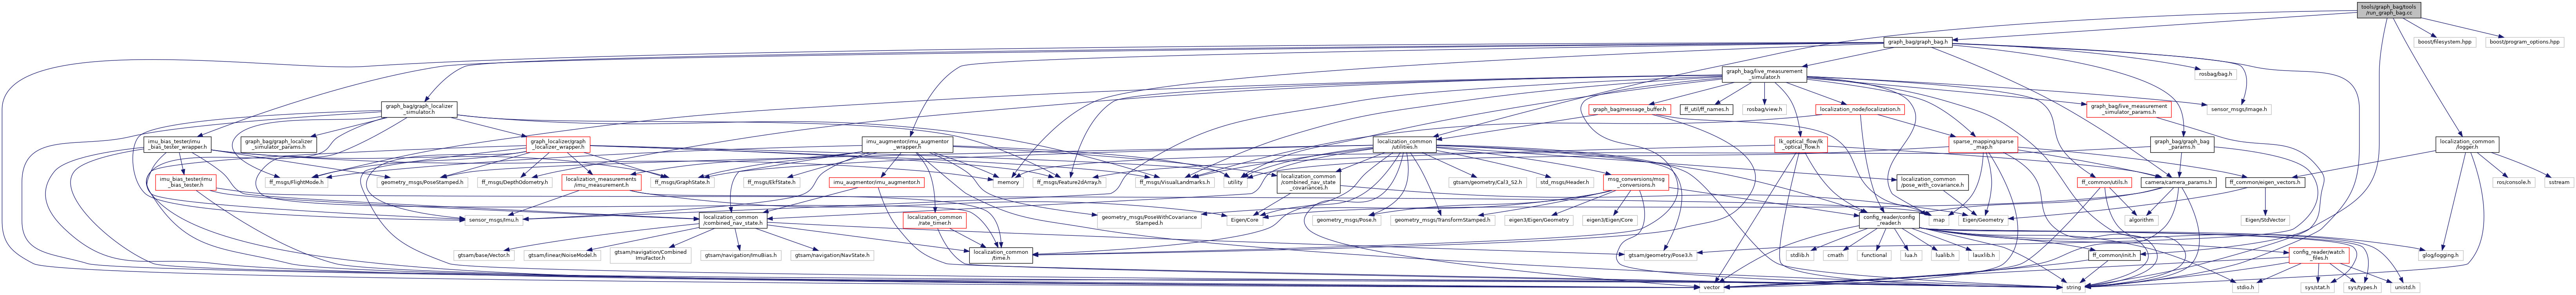 tools/graph_bag/tools
/run_graph_bag.cc
graph_bag/graph_bag.h
boost/filesystem.hpp
boost/program_options.hpp
graph_bag/live_measurement
_simulator.h
rosbag/bag.h
graph_bag/graph_localizer
_simulator.h
graph_bag/message_buffer.h
ff_util/ff_names.h
rosbag/view.h
localization_node/localization.h
graph_bag/live_measurement
_simulator_params.h
sensor_msgs/Image.h
imu_bias_tester/imu
_bias_tester_wrapper.h
graph_bag/graph_localizer
_simulator_params.h
graph_localizer/graph
_localizer_wrapper.h
imu_augmentor/imu_augmentor
_wrapper.h
localization_common
/utilities.h
lk_optical_flow/lk
_optical_flow.h
sparse_mapping/sparse
_map.h
graph_bag/graph_bag
_params.h
localization_common
/logger.h
imu_bias_tester/imu
_bias_tester.h
ff_msgs/FlightMode.h
geometry_msgs/PoseStamped.h
ff_msgs/DepthOdometry.h
localization_measurements
/imu_measurement.h
ff_msgs/GraphState.h
ff_msgs/EkfState.h
imu_augmentor/imu_augmentor.h
memory
ff_msgs/Feature2dArray.h
ff_msgs/VisualLandmarks.h
utility
localization_common
/combined_nav_state
_covariances.h
gtsam/geometry/Cal3_S2.h
std_msgs/Header.h
msg_conversions/msg
_conversions.h
localization_common
/pose_with_covariance.h
ff_common/utils.h
camera/camera_params.h
ff_common/eigen_vectors.h
ros/console.h
sstream
sensor_msgs/Imu.h
localization_common
/combined_nav_state.h
localization_common
/rate_timer.h
geometry_msgs/PoseWithCovariance
Stamped.h
Eigen/Core
geometry_msgs/Pose.h
geometry_msgs/TransformStamped.h
eigen3/Eigen/Geometry
eigen3/Eigen/Core
config_reader/config
_reader.h
map
Eigen/Geometry
algorithm
Eigen/StdVector
gtsam/base/Vector.h
gtsam/linear/NoiseModel.h
gtsam/navigation/Combined
ImuFactor.h
gtsam/navigation/ImuBias.h
gtsam/navigation/NavState.h
localization_common
/time.h
gtsam/geometry/Pose3.h
stdlib.h
cmath
functional
lua.h
lualib.h
lauxlib.h
ff_common/init.h
config_reader/watch
_files.h
glog/logging.h
vector
string
stdio.h
sys/stat.h
sys/types.h
unistd.h